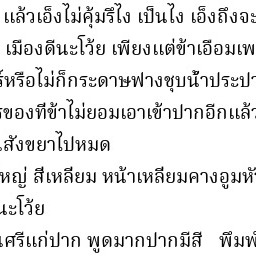 แล้วเอ็งไม่คุ้มรึไง เป็นไง เอ็งถึงจะ
เมืองดีนะโว้ย เพียงแต่ข้าเอือมเพ
หรือไม่ก็กระดาษฟางชุบน้ำประปา
ของทีข้าไม่ยอมเอาเข้าปากอีกแล้ว
สังขยาไปหมด
หญ่ สี่เหลี่ยม หน้าเหลี่ยมคางอูมห
นะโว้ย
ศรีแก่ปาก พูดมากปากมีสี พึมพ